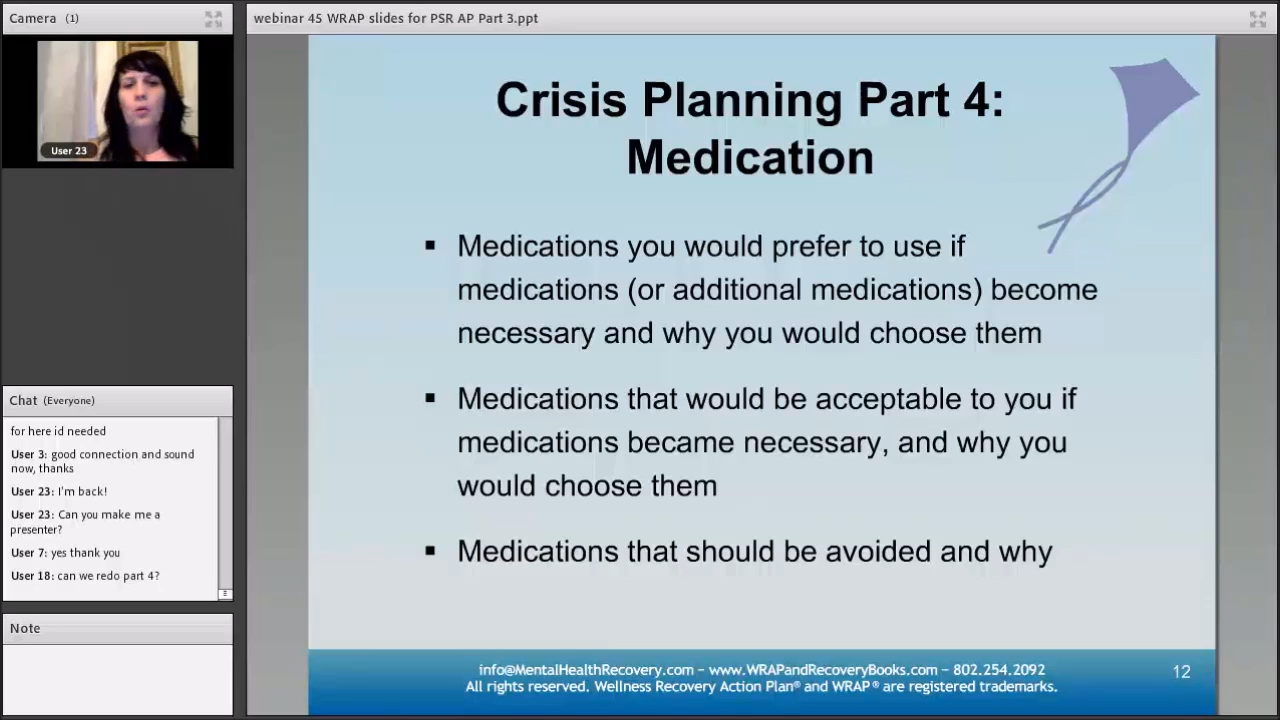 Camera (1)
User 23
Chat (Everyone)
for here id needed
User 3: good connection and sound
now, thanks
User 23: I'm back!
User 23: Can you make me a
presenter?
User 7: yes thank you
User 18: can we redo part 4?
Note
webinar 45 WRAP slides for PSR AP Part 3.ppt
Crisis Planning Part 4:
Medication
▪ Medications you would prefer to use if
medications (or additional medications) become
necessary and why you would choose them
▪ Medications that would be acceptable to you if
medications became necessary, and why you
would choose them
▪ Medications that should be avoided and why
info@MentalHealthRecovery.com – www.WRAPandRecoveryBooks.com – 802.254.2092
All rights reserved. Wellness Recovery Action Plan® and WRAP ® are registered trademarks.
12